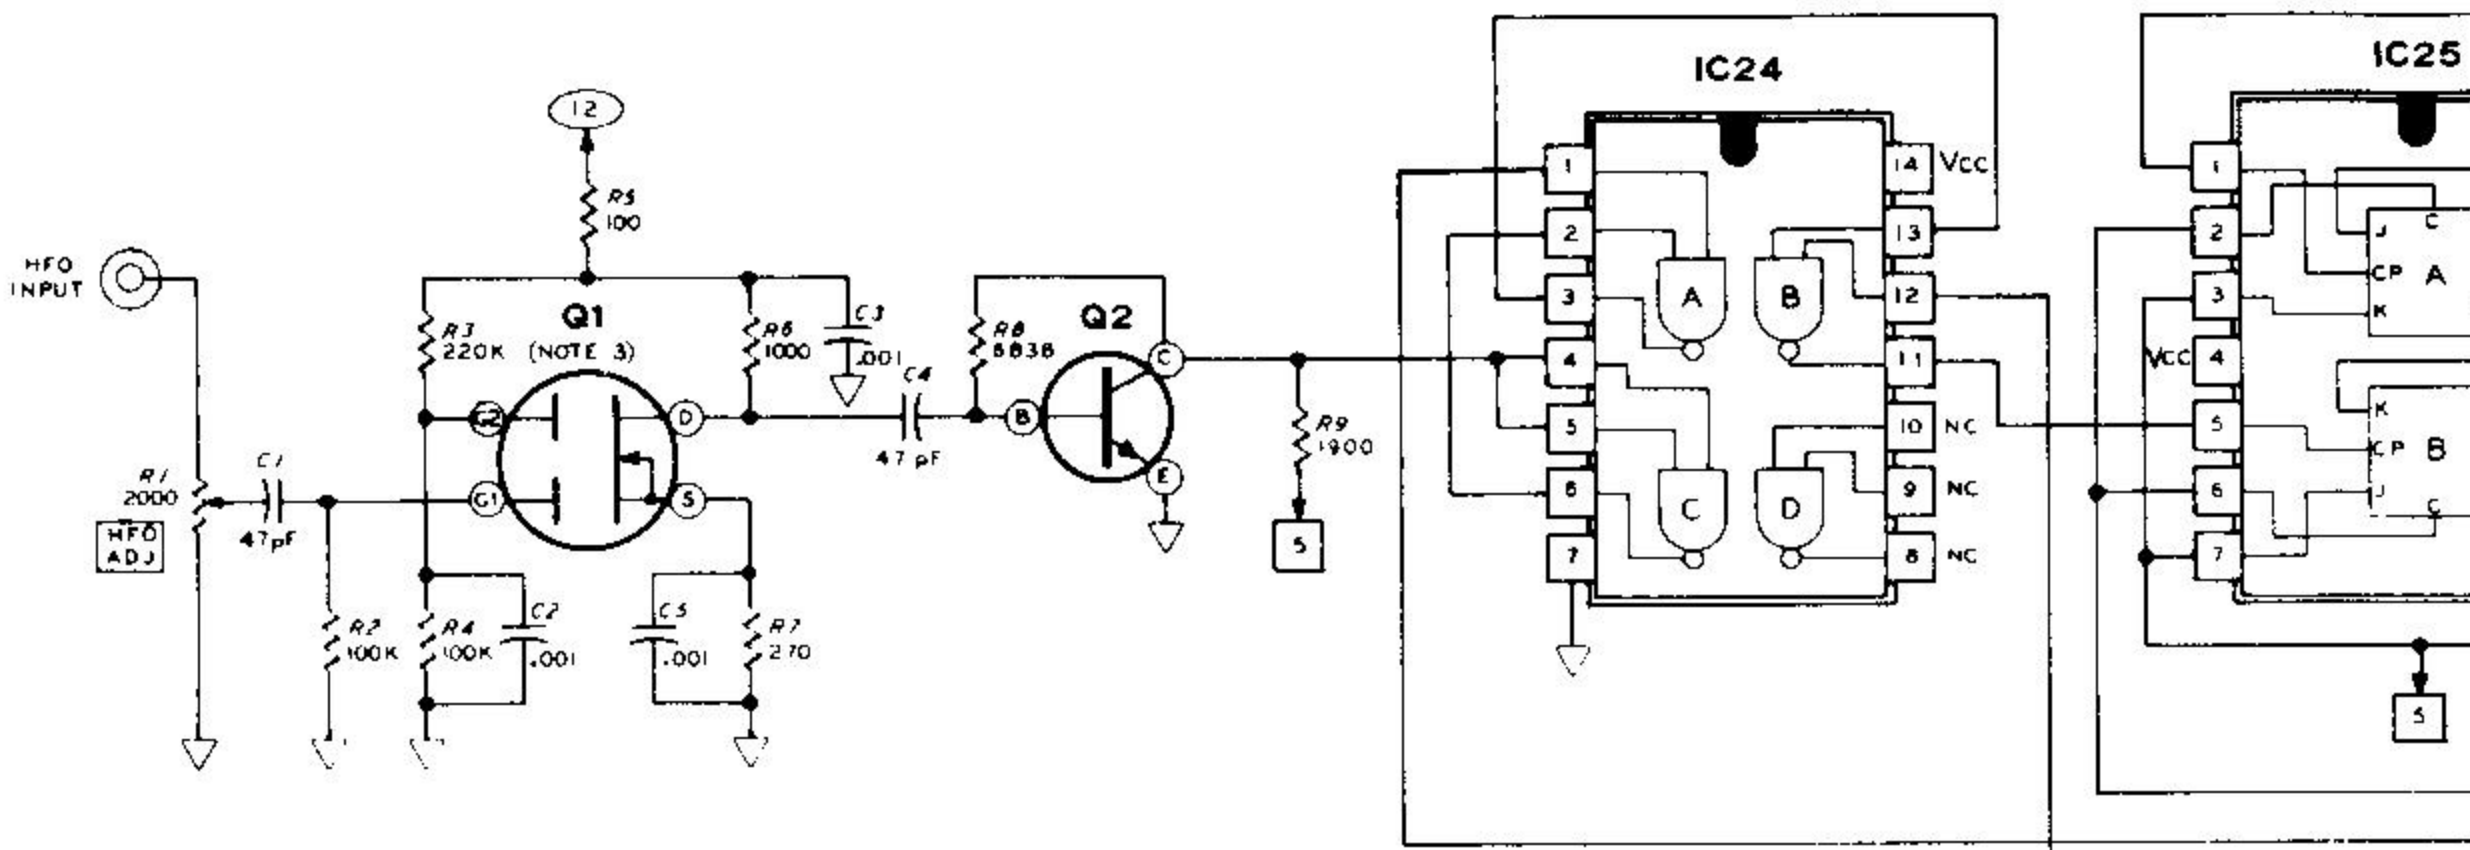 HFO
INPUT
R1
2000
HFO
ADJ
C1
47pF
R2
100K
12
R5
100
R3
220K
Q1
(NOTE 3)
G2
G1
D
S
R4
100K
C2
.001
C5
.001
R7
270
R6
1000
C3
.001
C4
47 pF
R8
Q2
B
C
E
R9
5
IC24
1
2
3
4
5
6
7
14
VCC
13
12
11
10
NC
9
NC
8
NC
A
B
C
D
IC25
1
2
3
VCC
4
5
6
7
J
C
CP
A
K
K
CP
B
J
C
5